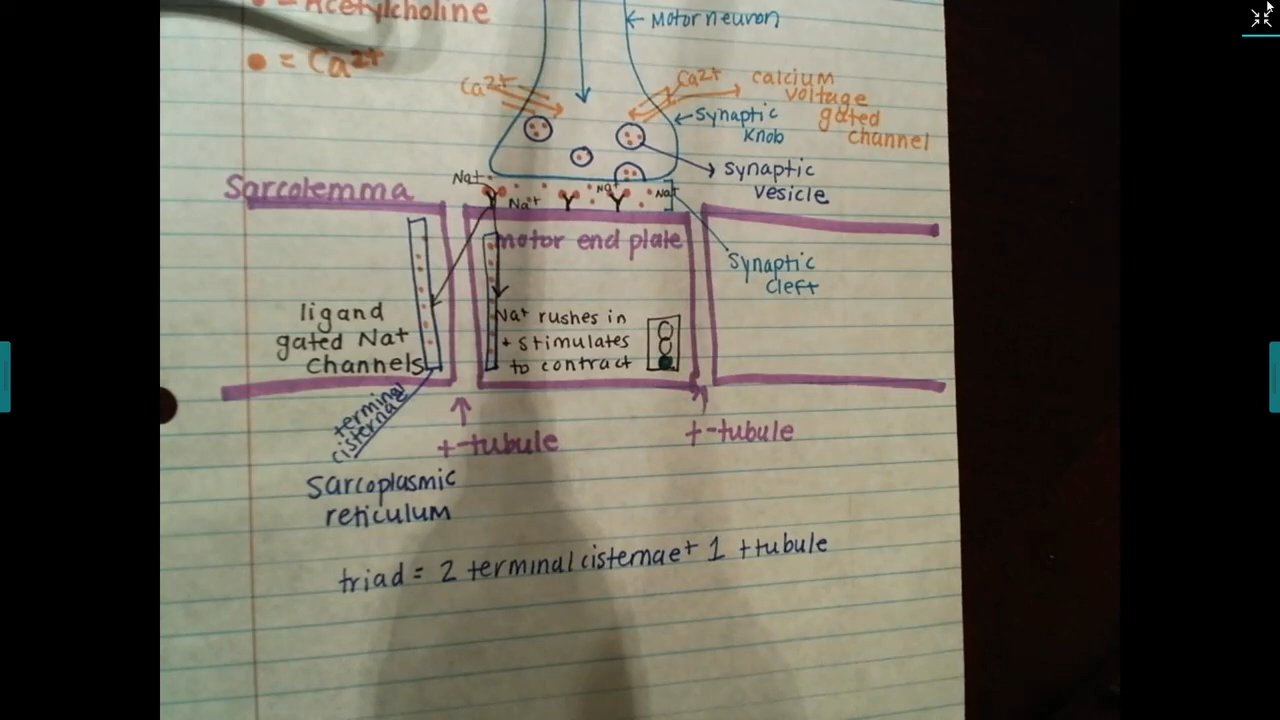 = Acetylcholine
= Ca²⁺
Motor neuron
Ca²⁺
Ca²⁺
calcium
voltage
gated
channel
Synaptic
Knob
Synaptic
Vesicle
Na⁺
Na⁺
Na⁺
Na⁺
Sarcolemma
motor end plate
Synaptic
Cleft
ligand
gated Na⁺
Channels
Na⁺ rushes in
+ stimulates
to contract
terminal
cisternae
t-tubule
t-tubule
Sarcoplasmic
reticulum
triad = 2 terminal cisternae + 1 t tubule